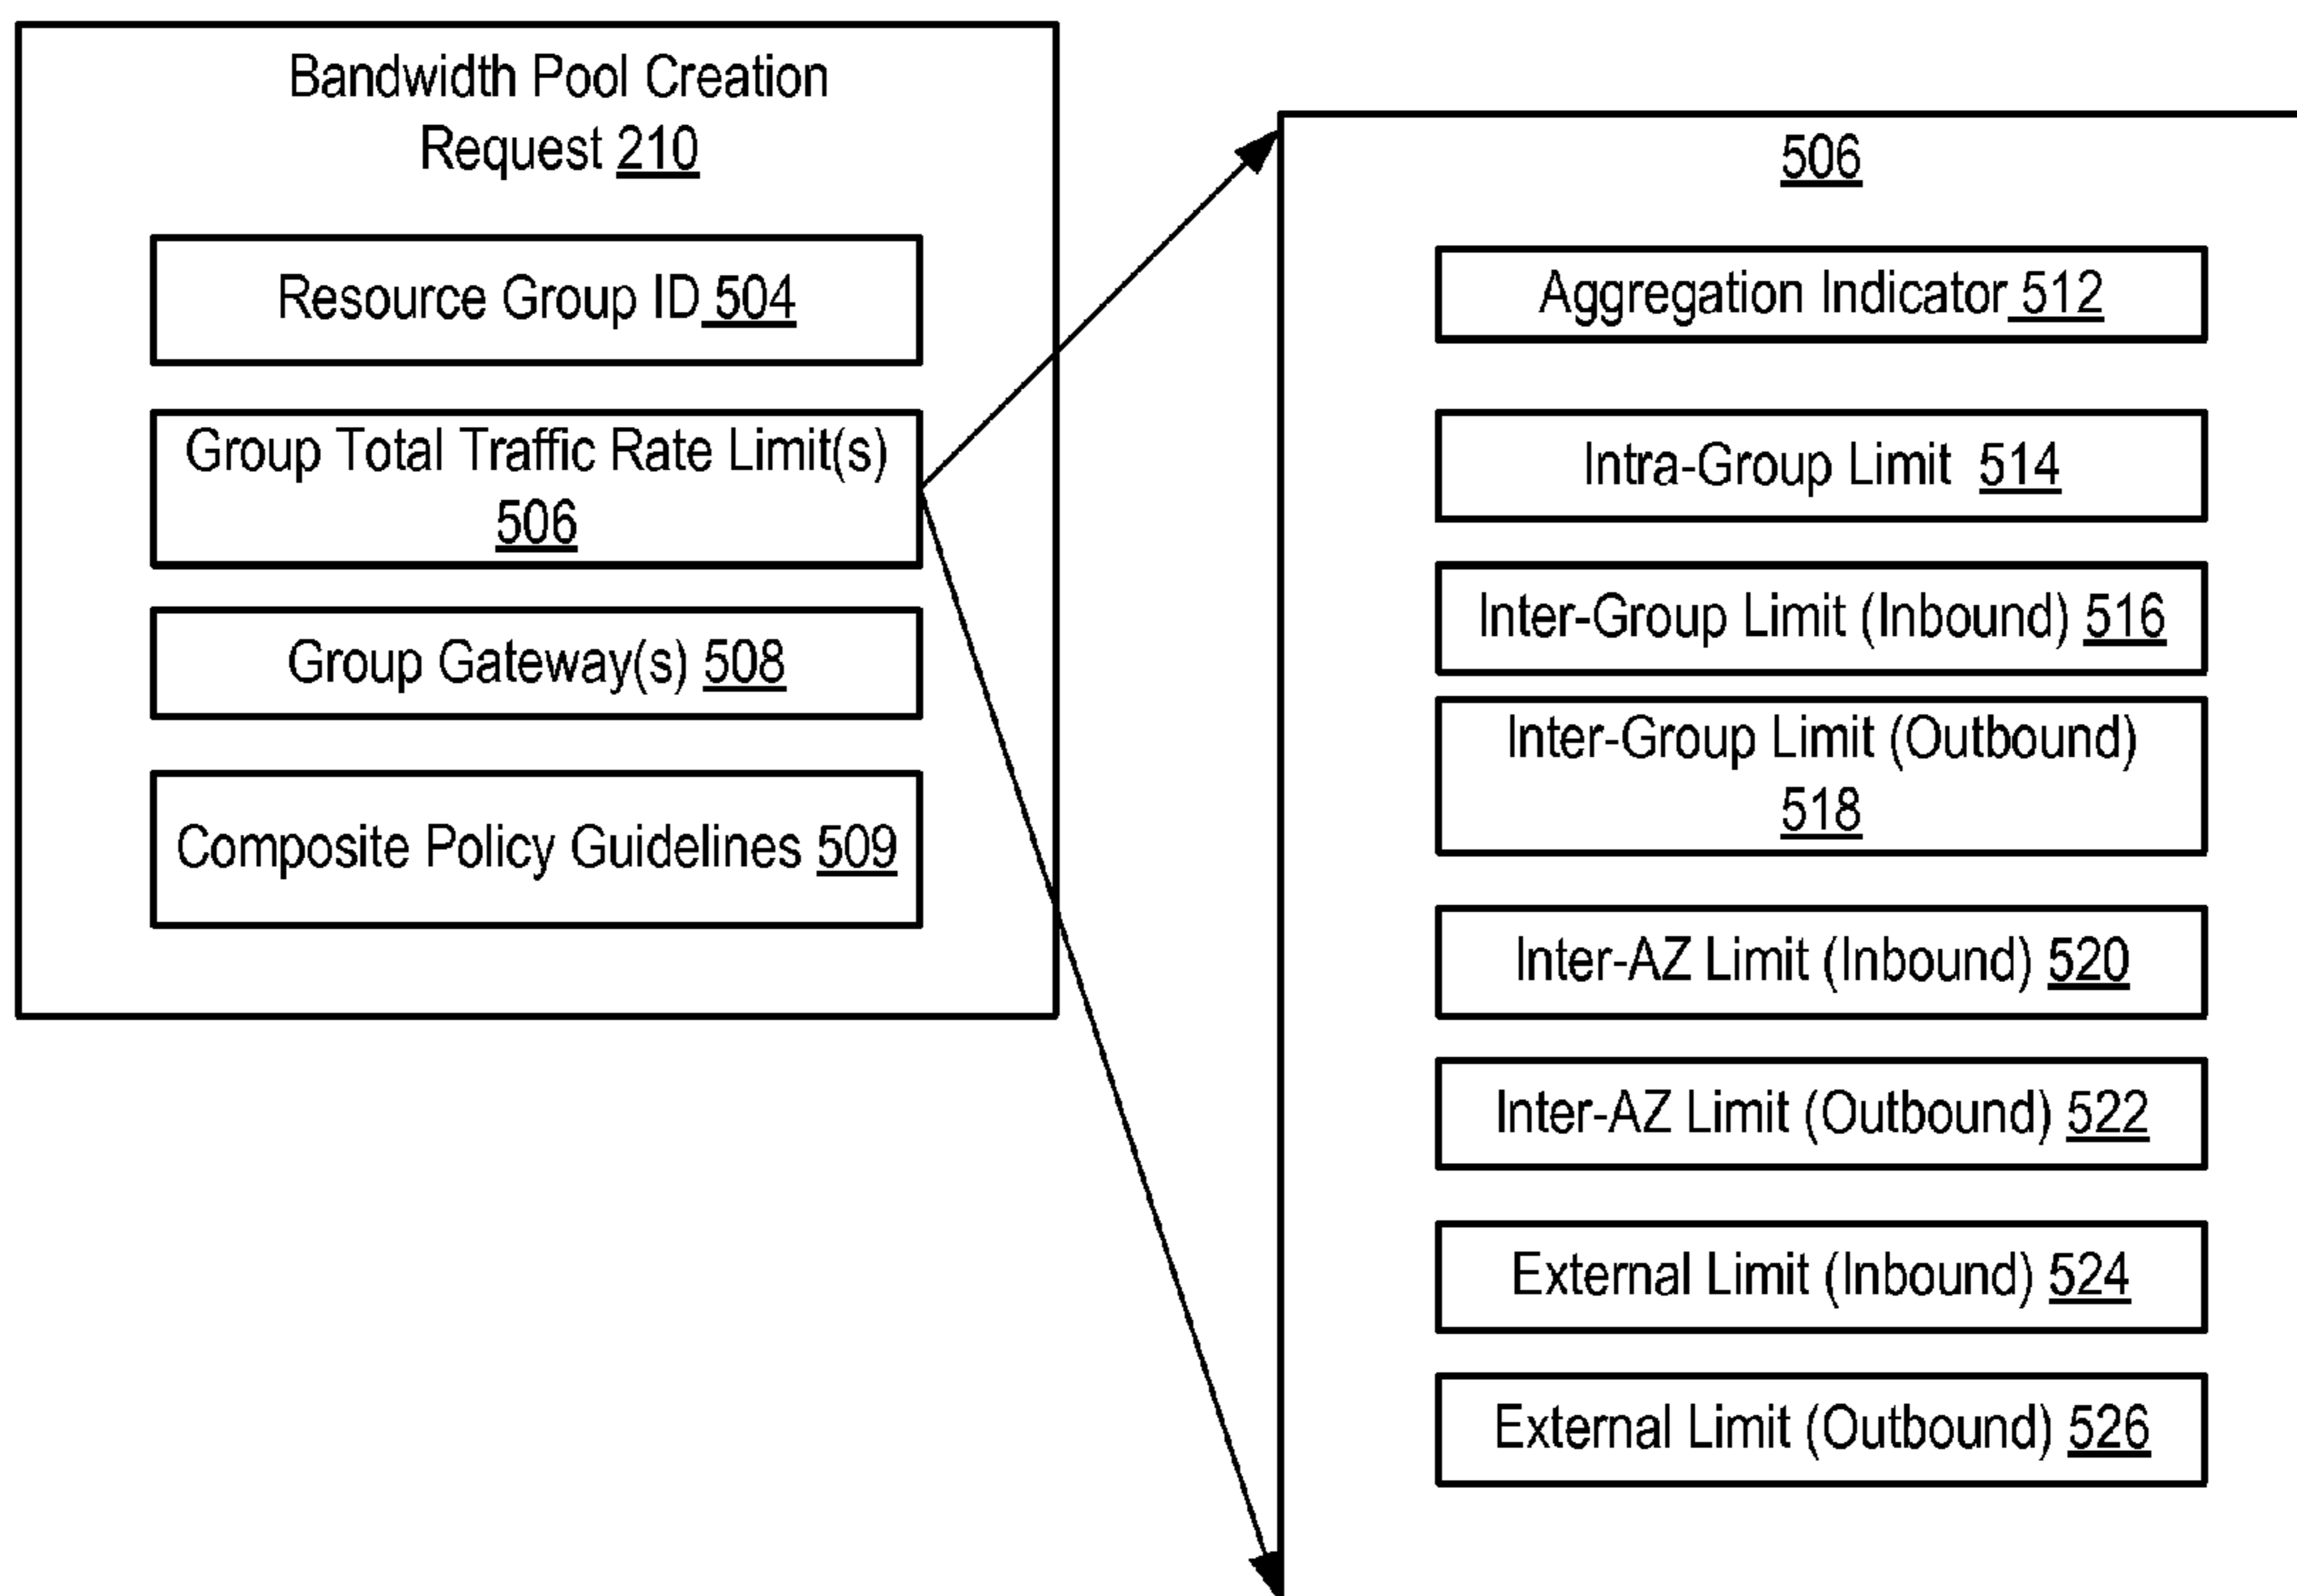 Bandwidth Pool Creation
Request 210
Resource Group ID 504
Group Total Traffic Rate Limit(s)
506
Group Gateway(s) 508
Composite Policy Guidelines 509
506
Aggregation Indicator 512
Intra-Group Limit 514
Inter-Group Limit (Inbound) 516
Inter-Group Limit (Outbound)
518
Inter-AZ Limit (Inbound) 520
Inter-AZ Limit (Outbound) 522
External Limit (Inbound) 524
External Limit (Outbound) 526